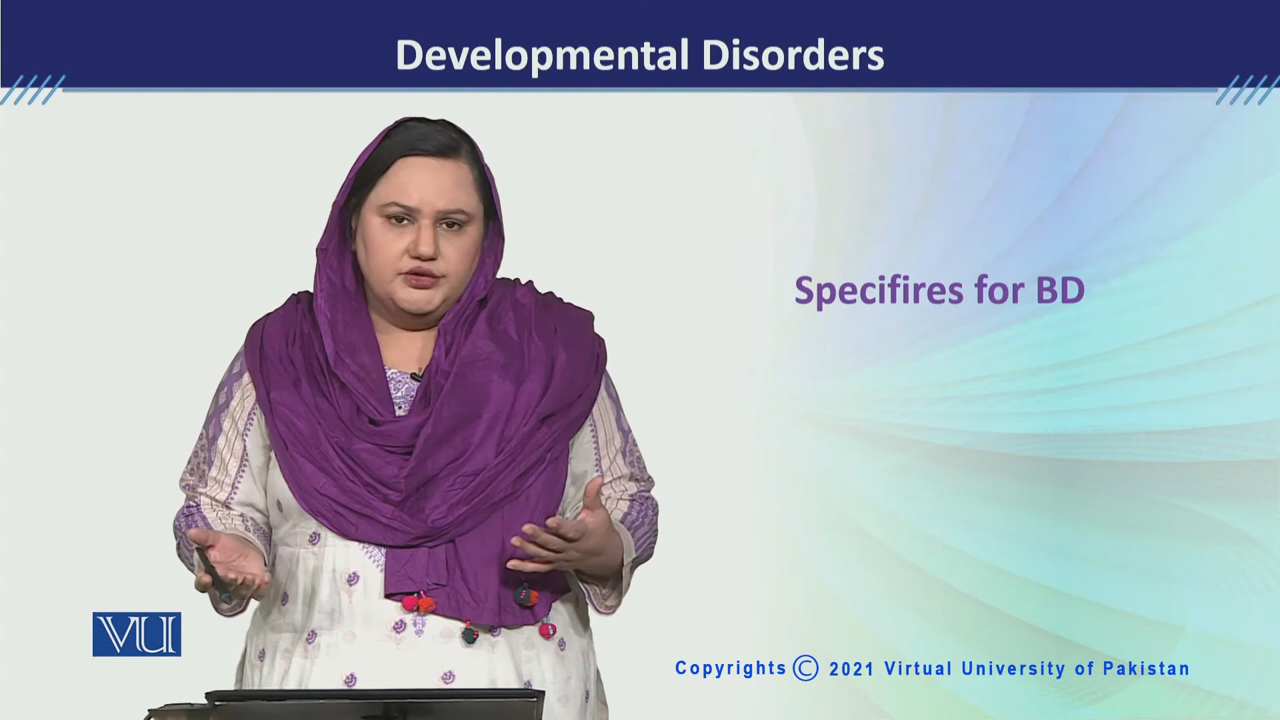 Developmental Disorders
Specifires for BD
VU
Copyrights © 2021 Virtual University of Pakistan